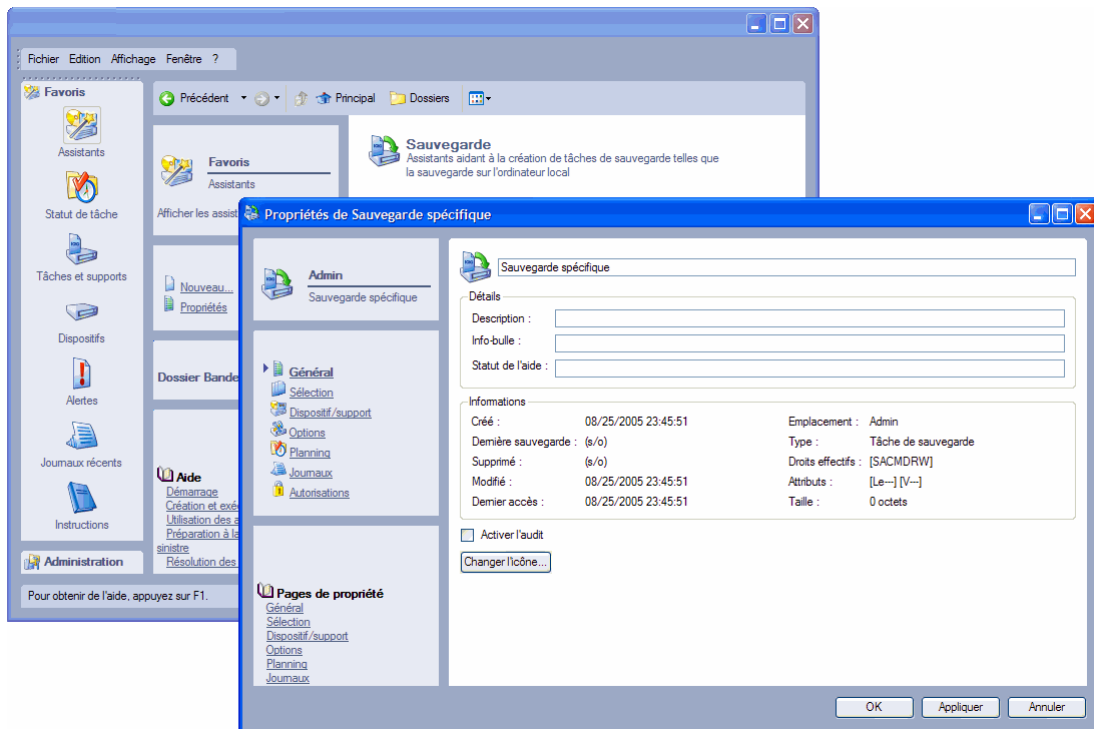 Fichier Edition Affichage Fenêtre ?
Favoris
Assistants
Statut de tâche
Tâches et supports
Dispositifs
Alertes
Journaux récents
Instructions
Administration
Pour obtenir de l'aide, appuyez sur F1.
Précédent Principal Dossiers
Favoris
Assistants
Afficher les assist
Nouveau...
Propriétés
Dossier Bande
Aide
Démarrage
Création et exé
Utilisation des a
Préparation à la
sinistre
Résolution des
Sauvegarde
Assistants aidant à la création de tâches de sauvegarde telles que
la sauvegarde sur l'ordinateur local
Propriétés de Sauvegarde spécifique
Admin
Sauvegarde spécifique
Général
Sélection
Dispositif/support
Options
Planning
Journaux
Autorisations
Pages de propriété
Général
Sélection
Dispositif/support
Options
Planning
Journaux
Sauvegarde spécifique
Détails
Description :
Info-bulle :
Statut de l'aide :
Informations
Créé : 08/25/2005 23:45:51 Emplacement : Admin
Dernière sauvegarde : (s/o) Type : Tâche de sauvegarde
Supprimé : (s/o) Droits effectifs : [SACMDRW]
Modifié : 08/25/2005 23:45:51 Attributs : [Le---] [V---]
Dernier accès : 08/25/2005 23:45:51 Taille : 0 octets
Activer l'audit
Changer l'icône...
OK Appliquer Annuler